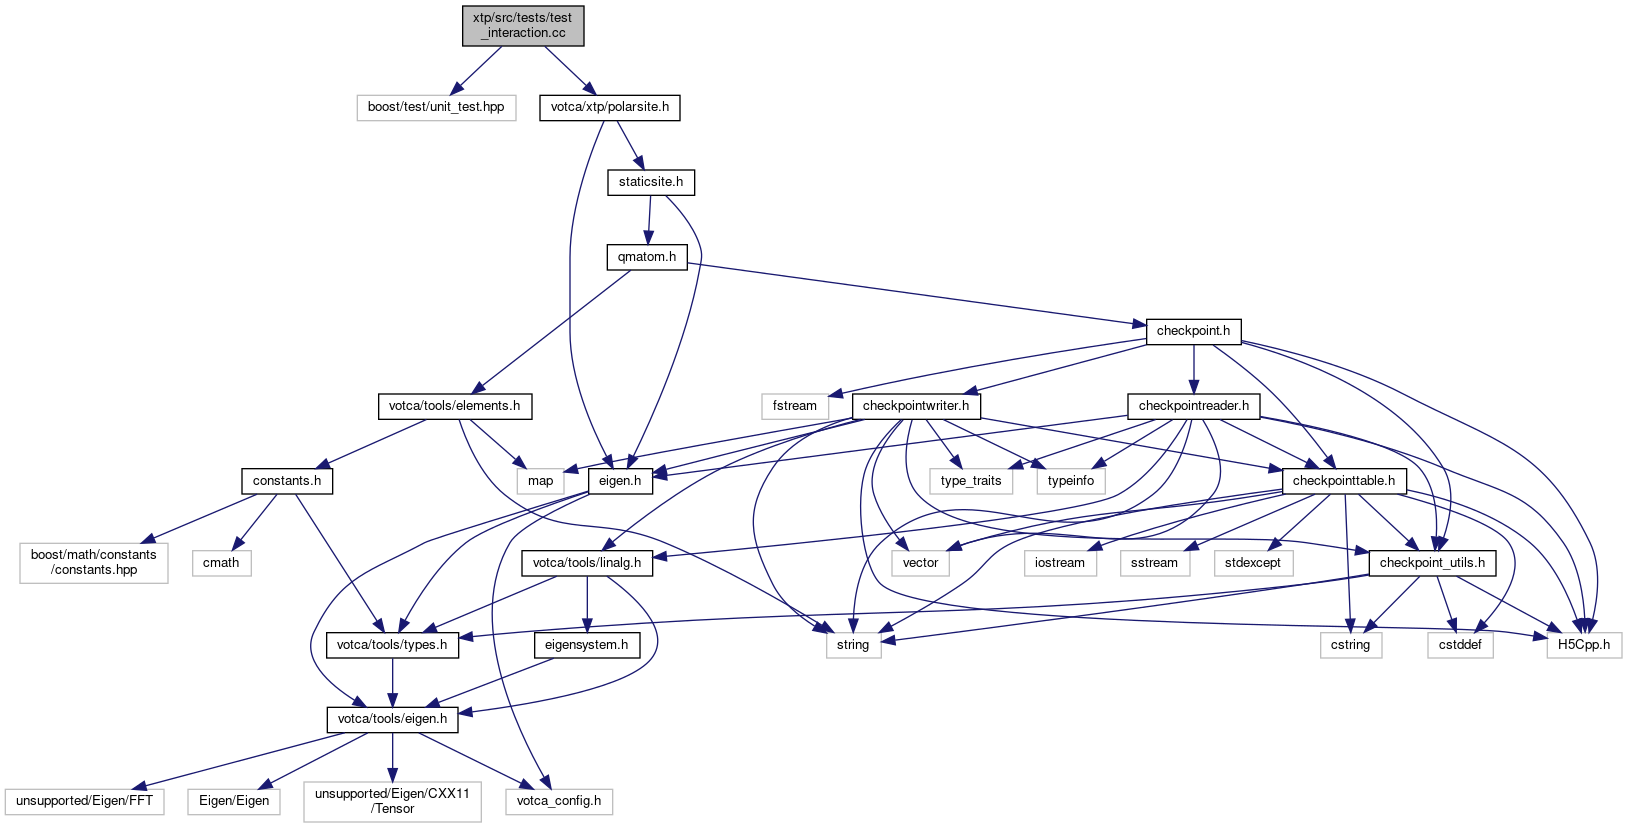 xtp/src/tests/test
_interaction.cc
boost/test/unit_test.hpp
votca/xtp/polarsite.h
staticsite.h
qmatom.h
checkpoint.h
votca/tools/elements.h
fstream
checkpointwriter.h
checkpointreader.h
constants.h
map
eigen.h
type_traits
typeinfo
checkpointtable.h
boost/math/constants
/constants.hpp
cmath
votca/tools/linalg.h
vector
iostream
sstream
stdexcept
checkpoint_utils.h
votca/tools/types.h
eigensystem.h
string
cstring
cstddef
H5Cpp.h
votca/tools/eigen.h
unsupported/Eigen/FFT
Eigen/Eigen
unsupported/Eigen/CXX11
/Tensor
votca_config.h